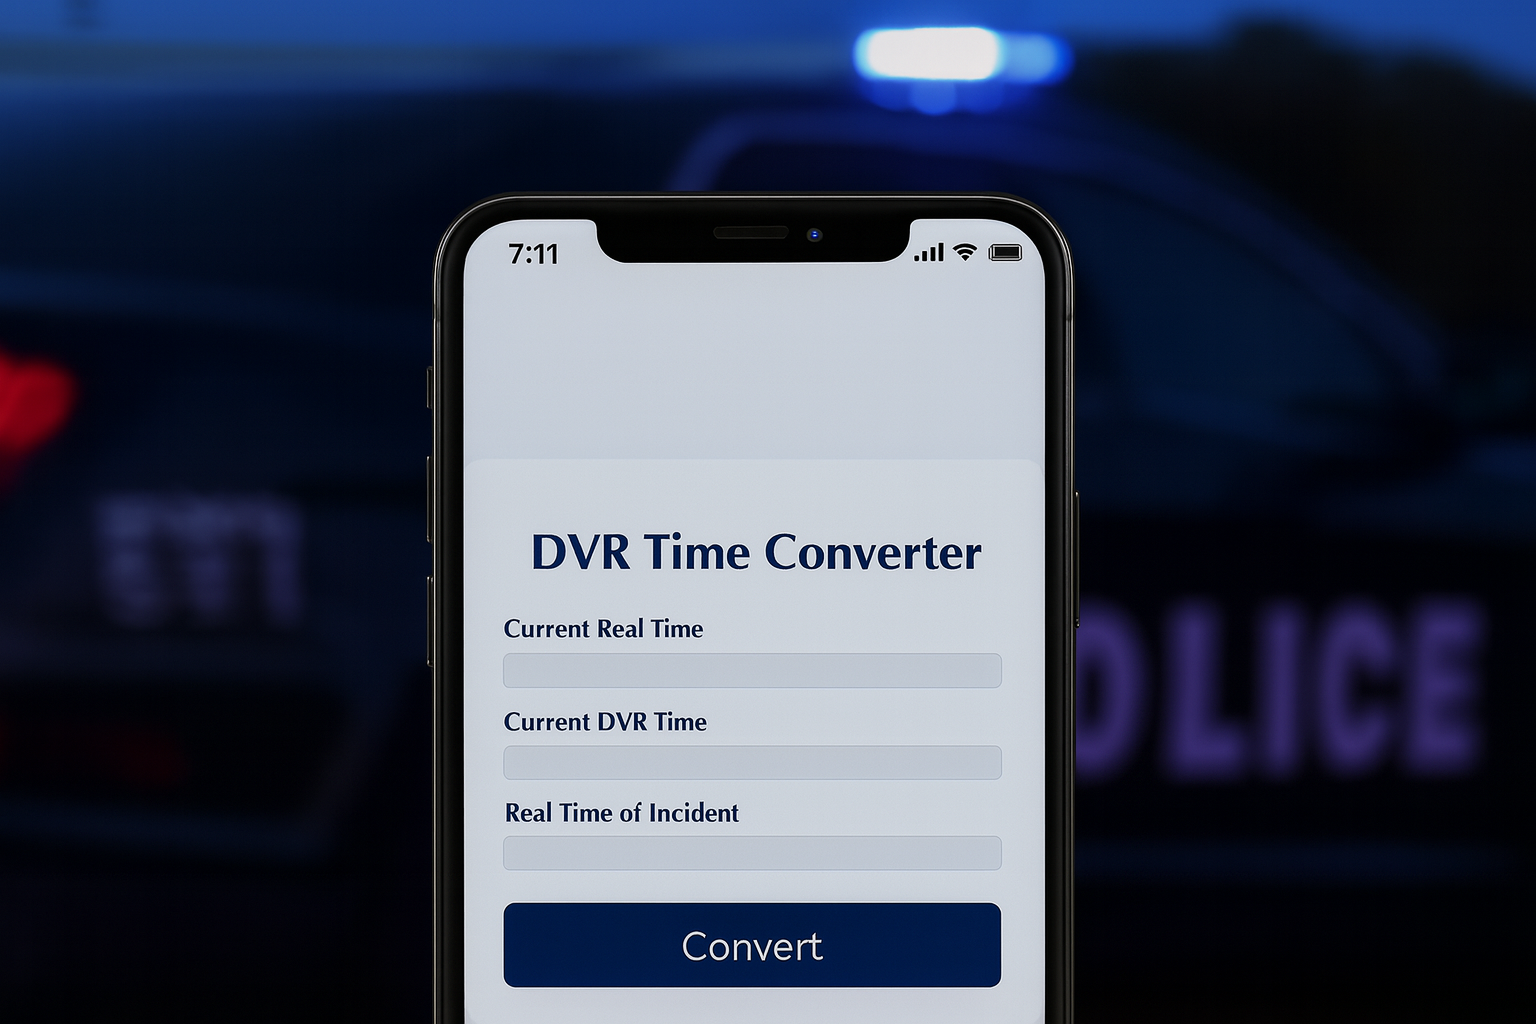 7:11
DVR Time Converter
Current Real Time
Current DVR Time
Real Time of Incident
Convert
OLICE